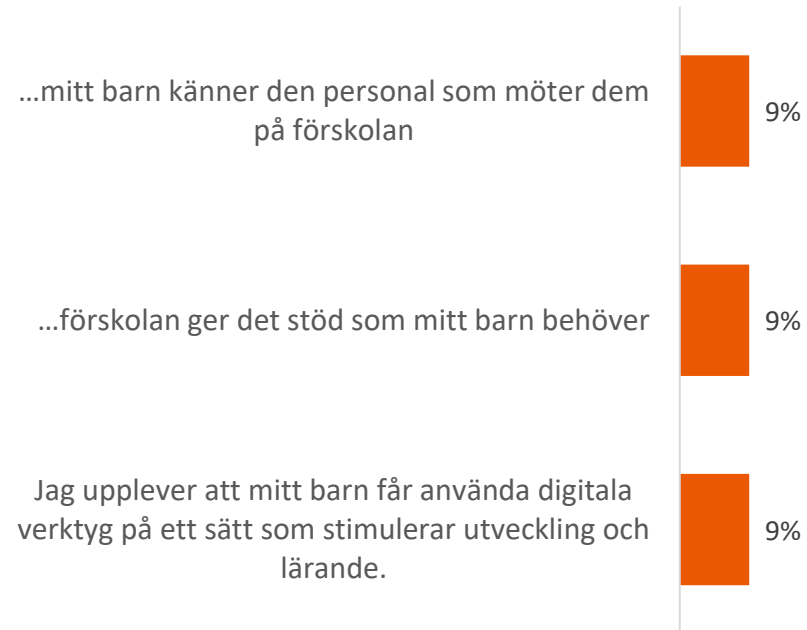 ...mitt barn känner den personal som möter dem
på förskolan
9%
...förskolan ger det stöd som mitt barn behöver
9%
Jag upplever att mitt barn får använda digitala
verktyg på ett sätt som stimulerar utveckling och
lärande.
9%